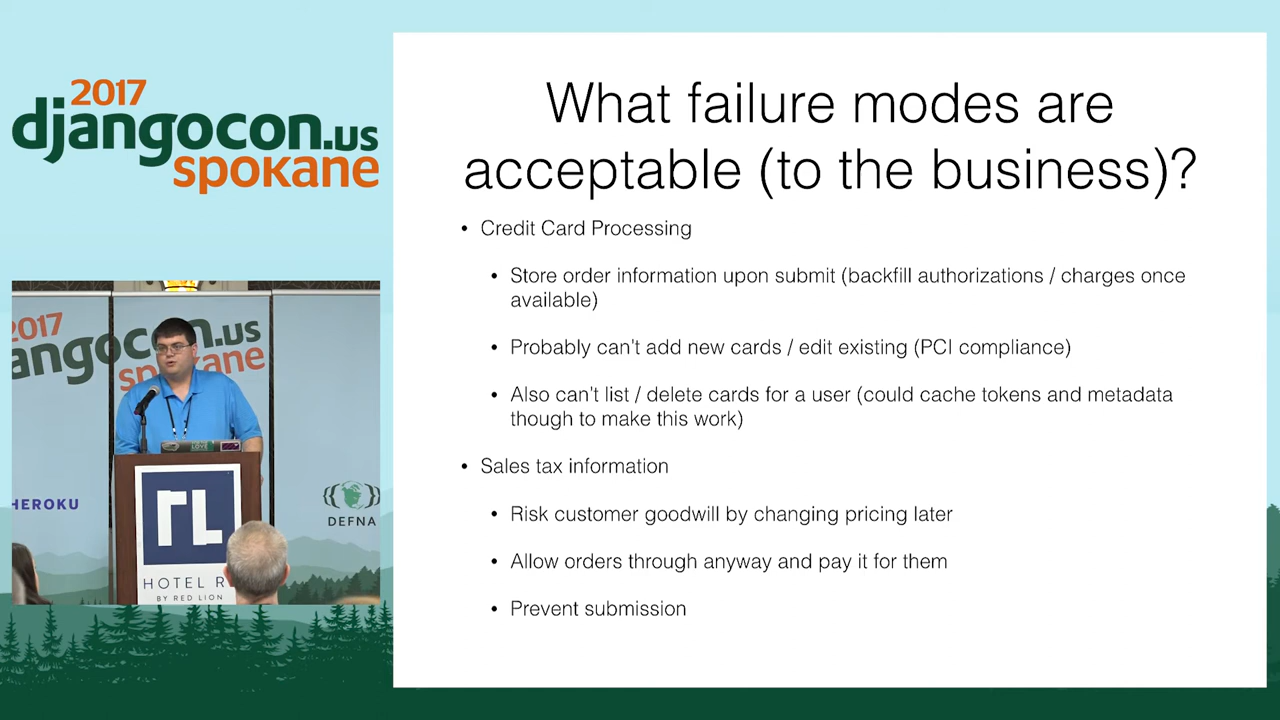 2017
djangocon.us
spokane
What failure modes are
acceptable (to the business)?
• Credit Card Processing
• Store order information upon submit (backfill authorizations / charges once
available)
• Probably can't add new cards / edit existing (PCI compliance)
• Also can't list / delete cards for a user (could cache tokens and metadata
though to make this work)
• Sales tax information
• Risk customer goodwill by changing pricing later
• Allow orders through anyway and pay it for them
• Prevent submission
2017
angocon.us
spokane
HEROKU
DEFNA
RL
HOTEL R
BY RED LION